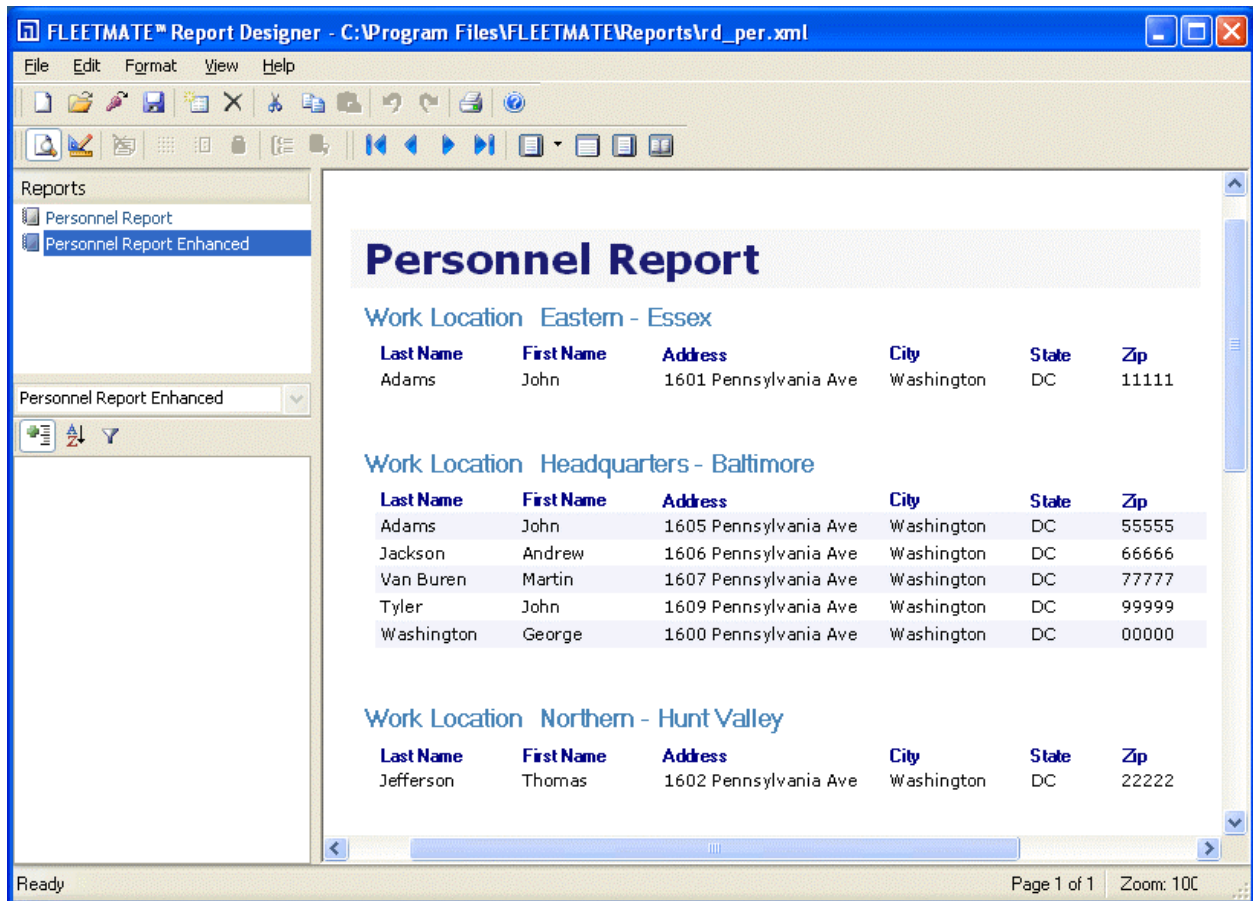 FLEETMATE™ Report Designer - C:\Program Files\FLEETMATE\Reports\rd_per.xml
File Edit Format View Help
Reports
Personnel Report
Personnel Report Enhanced
Personnel Report Enhanced
Personnel Report
Work Location Eastern - Essex
Last Name First Name Address City State Zip
Adams John 1601 Pennsylvania Ave Washington DC 11111
Work Location Headquarters - Baltimore
Last Name First Name Address City State Zip
Adams John 1605 Pennsylvania Ave Washington DC 55555
Jackson Andrew 1606 Pennsylvania Ave Washington DC 66666
Van Buren Martin 1607 Pennsylvania Ave Washington DC 77777
Tyler John 1609 Pennsylvania Ave Washington DC 99999
Washington George 1600 Pennsylvania Ave Washington DC 00000
Work Location Northern - Hunt Valley
Last Name First Name Address City State Zip
Jefferson Thomas 1602 Pennsylvania Ave Washington DC 22222
Ready Page 1 of 1 Zoom: 100